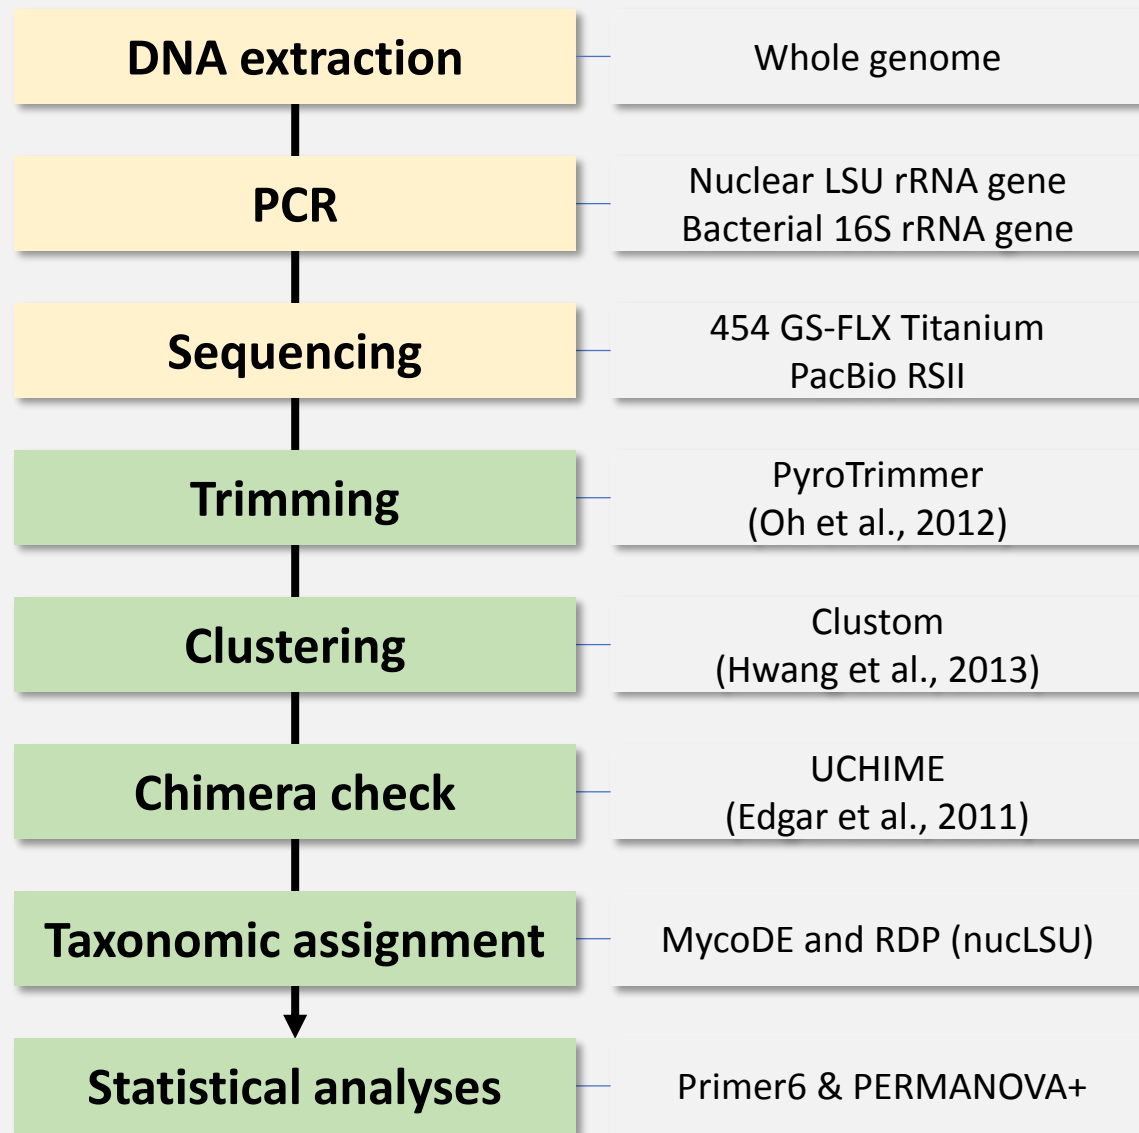 DNA extraction
Whole genome
PCR
Nuclear LSU rRNA gene
Bacterial 16S rRNA gene
Sequencing
454 GS-FLX Titanium
PacBio RSII
Trimming
PyroTrimmer
(Oh et al., 2012)
Clustering
Clustom
(Hwang et al., 2013)
Chimera check
UCHIME
(Edgar et al., 2011)
Taxonomic assignment
MycoDE and RDP (nucLSU)
Statistical analyses
Primer6 & PERMANOVA+